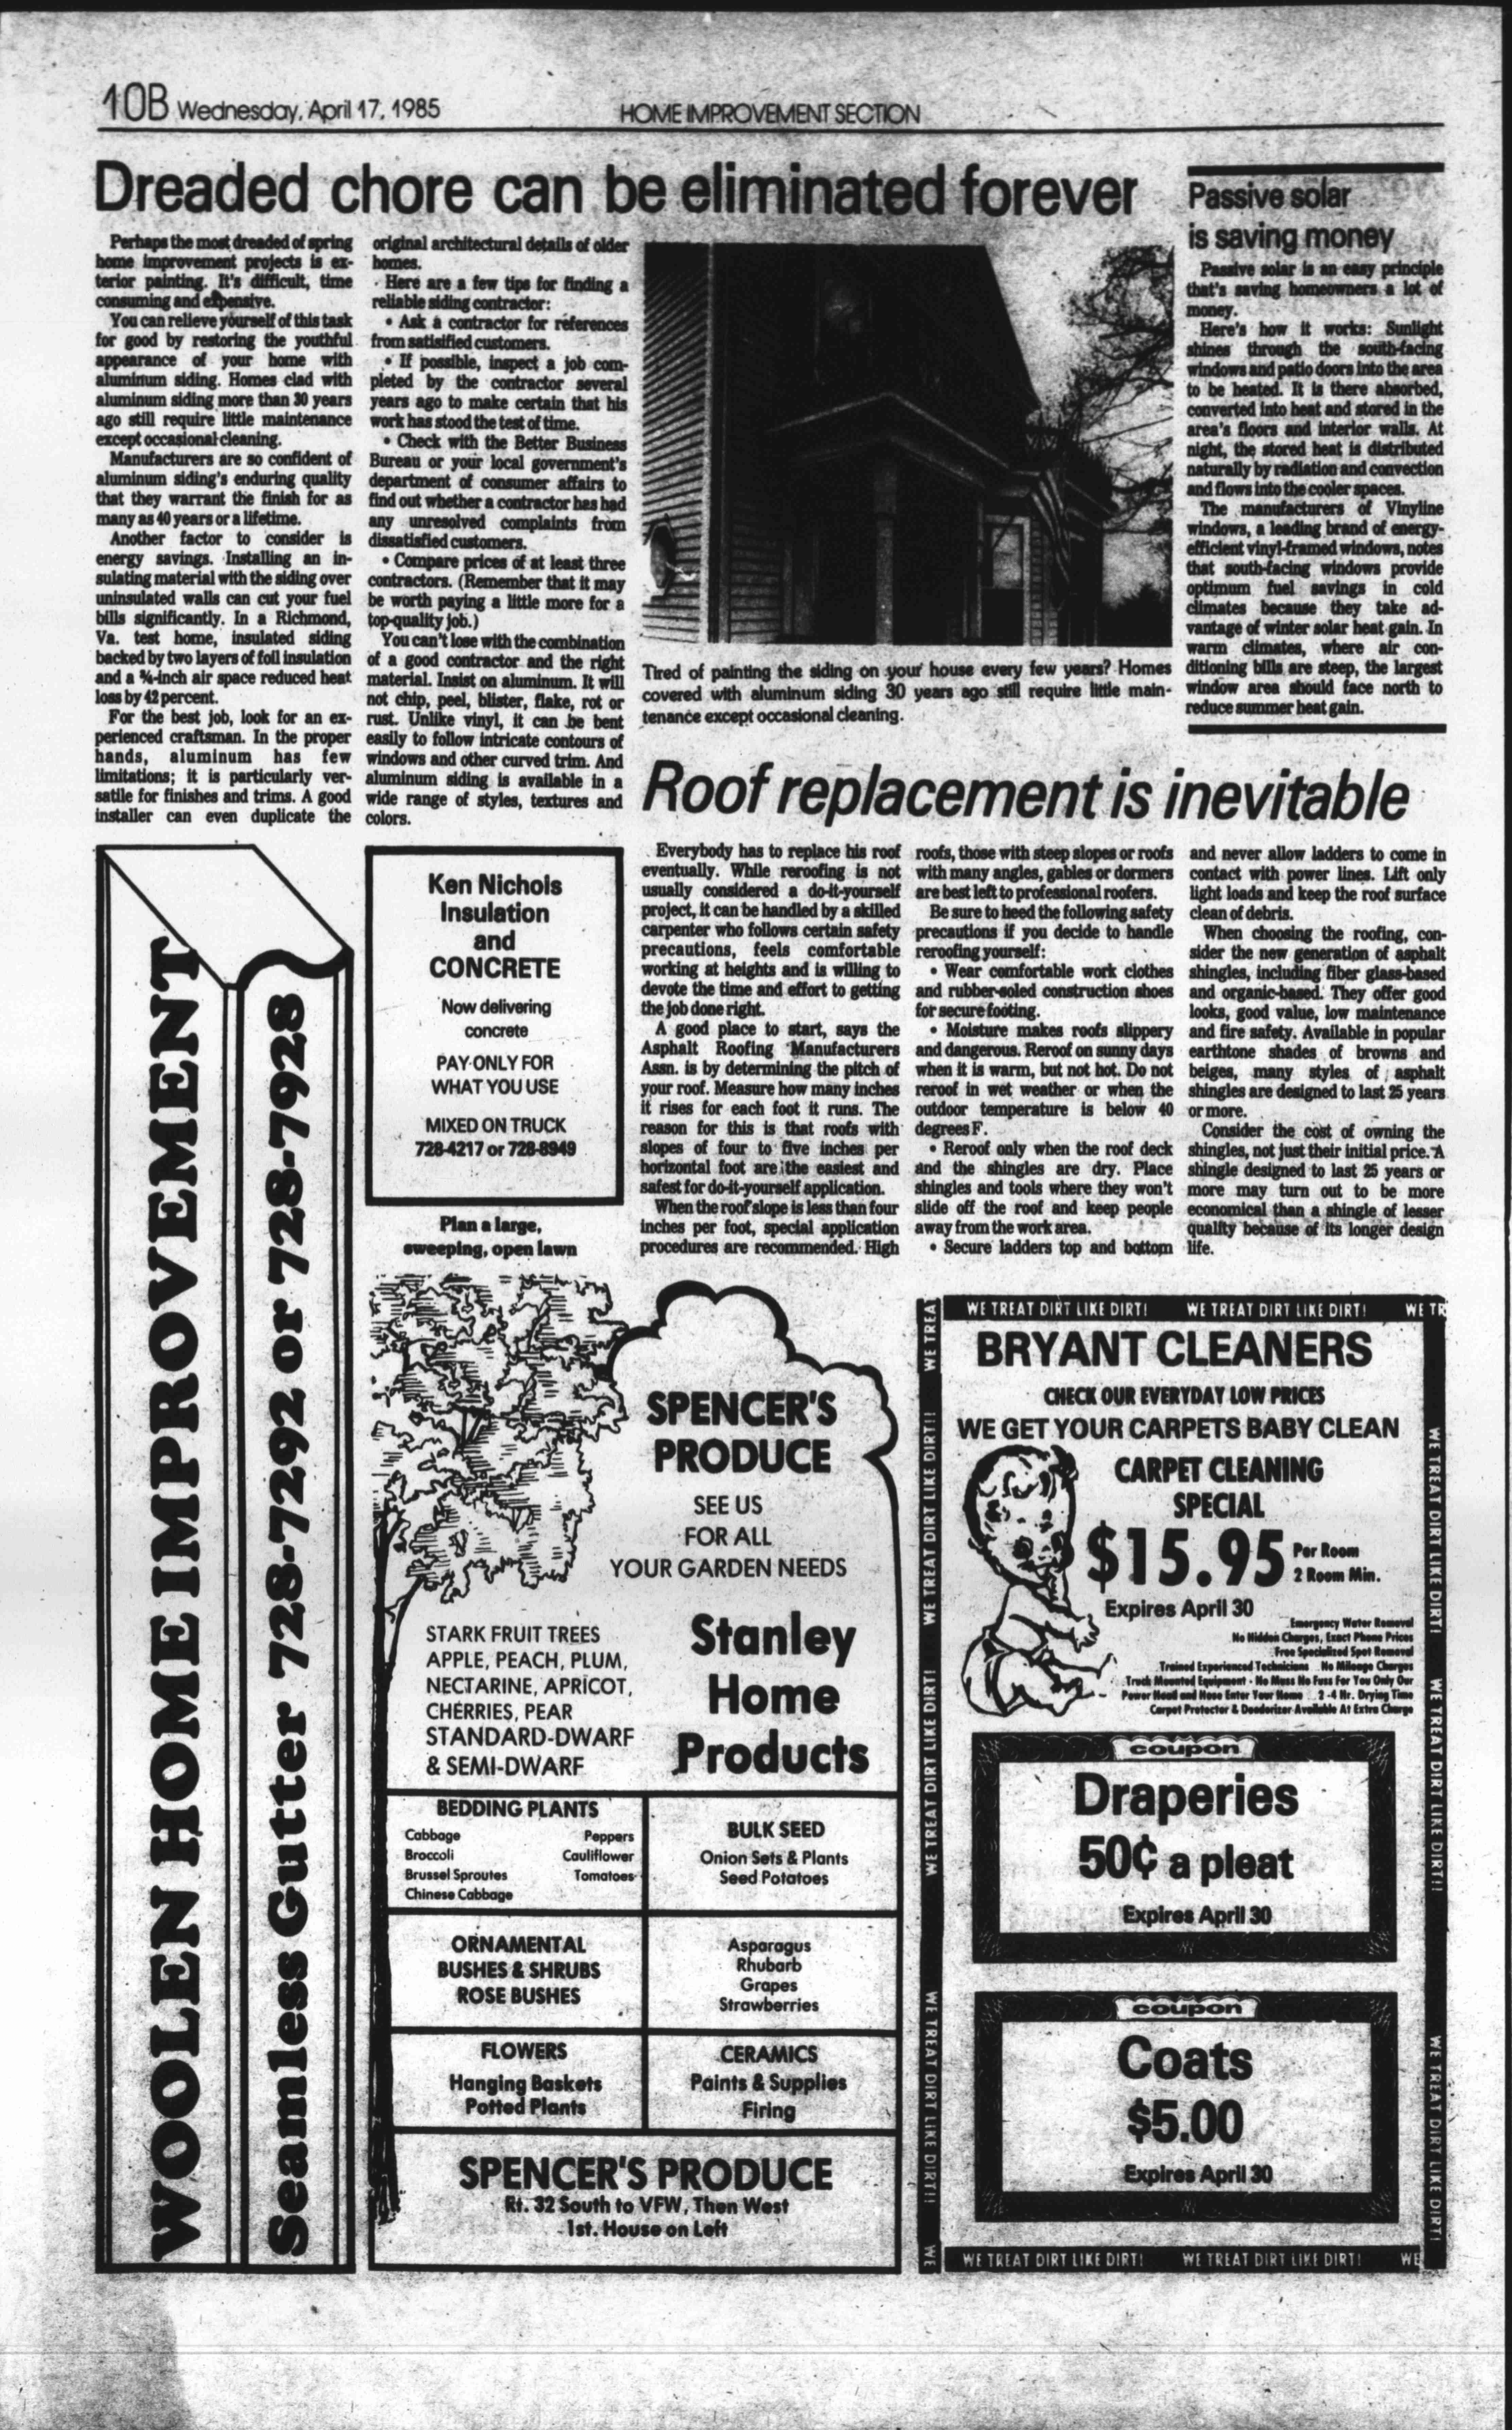 10B Wednesday, April 17, 1985
HOME IMPROVEMENT SECTION
Dreaded chore can be eliminated forever
Perhaps the most dreaded of spring
home improvement projects is ex-
terior painting. It's difficult, time
consuming and expensive.
You can relieve yourself of this task
for good by restoring the youthful
appearance of your home with
aluminum siding. Homes clad with
aluminum siding more than 30 years
ago still require little maintenance
except occasional cleaning.
Manufacturers are so confident of
aluminum siding's enduring quality
that they warrant the finish for as
many as 40 years or a lifetime.
Another factor to consider is
energy savings. Installing an in-
sulating material with the siding over
uninsulated walls can cut your fuel
bills significantly. In a Richmond,
Va. test home, insulated siding
backed by two layers of foil insulation
and a ¾-inch air space reduced heat
loss by 42 percent.
For the best job, look for an ex-
perienced craftsman. In the proper
hands, aluminum has few
limitations; it is particularly ver-
satile for finishes and trims. A good
installer can even duplicate the
original architectural details of older
homes.
Here are a few tips for finding a
reliable siding contractor:
• Ask a contractor for references
from satisified customers.
• If possible, inspect a job com-
pleted by the contractor several
years ago to make certain that his
work has stood the test of time.
• Check with the Better Business
Bureau or your local government's
department of consumer affairs to
find out whether a contractor has had
any unresolved complaints from
dissatisfied customers.
• Compare prices of at least three
contractors. (Remember that it may
be worth paying a little more for a
top-quality job.)
You can't lose with the combination
of a good contractor and the right
material. Insist on aluminum. It will
not chip, peel, blister, flake, rot or
rust. Unlike vinyl, it can be bent
easily to follow intricate contours of
windows and other curved trim. And
aluminum siding is available in a
wide range of styles, textures and
colors.
Tired of painting the siding on your house every few years? Homes
covered with aluminum siding 30 years ago still require little main-
tenance except occasional cleaning.
Passive solar
is saving money
Passive solar is an easy principle
that's saving homeowners a lot of
money.
Here's how it works: Sunlight
shines through the south-facing
windows and patio doors into the area
to be heated. It is there absorbed,
converted into heat and stored in the
area's floors and interior walls. At
night, the stored heat is distributed
naturally by radiation and convection
and flows into the cooler spaces.
The manufacturers of Vinyline
windows, a leading brand of energy-
efficient vinyl-framed windows, notes
that south-facing windows provide
optimum fuel savings in cold
climates because they take ad-
vantage of winter solar heat gain. In
warm climates, where air con-
ditioning bills are steep, the largest
window area should face north to
reduce summer heat gain.
Roof replacement is inevitable
Everybody has to replace his roof
eventually. While reroofing is not
usually considered a do-it-yourself
project, it can be handled by a skilled
carpenter who follows certain safety
precautions, feels comfortable
working at heights and is willing to
devote the time and effort to getting
the job done right.
A good place to start, says the
Asphalt Roofing Manufacturers
Assn. is by determining the pitch of
your roof. Measure how many inches
it rises for each foot it runs. The
reason for this is that roofs with
slopes of four to five inches per
horizontal foot are the easiest and
safest for do-it-yourself application.
When the roof slope is less than four
inches per foot, special application
procedures are recommended. High
roofs, those with steep slopes or roofs
with many angles, gables or dormers
are best left to professional roofers.
Be sure to heed the following safety
precautions if you decide to handle
reroofing yourself:
• Wear comfortable work clothes
and rubber-soled construction shoes
for secure footing.
• Moisture makes roofs slippery
and dangerous. Reroof on sunny days
when it is warm, but not hot. Do not
reroof in wet weather or when the
outdoor temperature is below 40
degrees F.
• Reroof only when the roof deck
and the shingles are dry. Place
shingles and tools where they won't
slide off the roof and keep people
away from the work area.
• Secure ladders top and bottom
and never allow ladders to come in
contact with power lines. Lift only
light loads and keep the roof surface
clean of debris.
When choosing the roofing, con-
sider the new generation of asphalt
shingles, including fiber glass-based
and organic-based. They offer good
looks, good value, low maintenance
and fire safety. Available in popular
earthtone shades of browns and
beiges, many styles of asphalt
shingles are designed to last 25 years
or more.
Consider the cost of owning the
shingles, not just their initial price. A
shingle designed to last 25 years or
more may turn out to be more
economical than a shingle of lesser
quality because of its longer design
life.
WOOLEN HOME IMPROVEMENT
Seamless Gutter 728-7292 or 728-7928
Ken Nichols
Insulation
and
CONCRETE
Now delivering
concrete
PAY ONLY FOR
WHAT YOU USE
MIXED ON TRUCK
728-4217 or 728-8949
Plan a large,
sweeping, open lawn
SPENCER'S
PRODUCE
SEE US
FOR ALL
YOUR GARDEN NEEDS
STARK FRUIT TREES
APPLE, PEACH, PLUM,
NECTARINE, APRICOT,
CHERRIES, PEAR
STANDARD-DWARF
& SEMI-DWARF
Stanley
Home
Products
BEDDING PLANTS
Cabbage Peppers
Broccoli Cauliflower
Brussel Sproutes Tomatoes
Chinese Cabbage
BULK SEED
Onion Sets & Plants
Seed Potatoes
ORNAMENTAL
BUSHES & SHRUBS
ROSE BUSHES
Asparagus
Rhubarb
Grapes
Strawberries
FLOWERS
Hanging Baskets
Potted Plants
CERAMICS
Paints & Supplies
Firing
SPENCER'S PRODUCE
Rt. 32 South to VFW, Then West
1st. House on Left
WE TREAT DIRT LIKE DIRT! WE TREAT DIRT LIKE DIRT! WE TR
WE TREAT
WE TREAT DIRT LIKE DIRT!!
WE TREAT DIRT LIKE DIRT!
WE TREAT DIRT LIKE DIRT!!
WE
BRYANT CLEANERS
CHECK OUR EVERYDAY LOW PRICES
WE GET YOUR CARPETS BABY CLEAN
CARPET CLEANING
SPECIAL
$15.95 Per Room
2 Room Min.
Expires April 30
Emergency Water Removal
No Hidden Charges, Exact Phone Prices
Free Specialized Spot Removal
Trained Experienced Technicians No Mileage Charges
Truck Mounted Equipment - No Muss No Fuss For You Only Our
Power Head and Hose Enter Your Home 2-4 Hr. Drying Time
Carpet Protector & Deodorizer Available At Extra Charge
coupon
Draperies
50¢ a pleat
Expires April 30
coupon
Coats
$5.00
Expires April 30
WE TREAT DIRT LIKE DIRT!
WE TREAT DIRT LIKE DIRT!!
WE TREAT DIRT LIKE DIRT!
WE TREAT DIRT LIKE DIRT! WE TREAT DIRT LIKE DIRT! WE